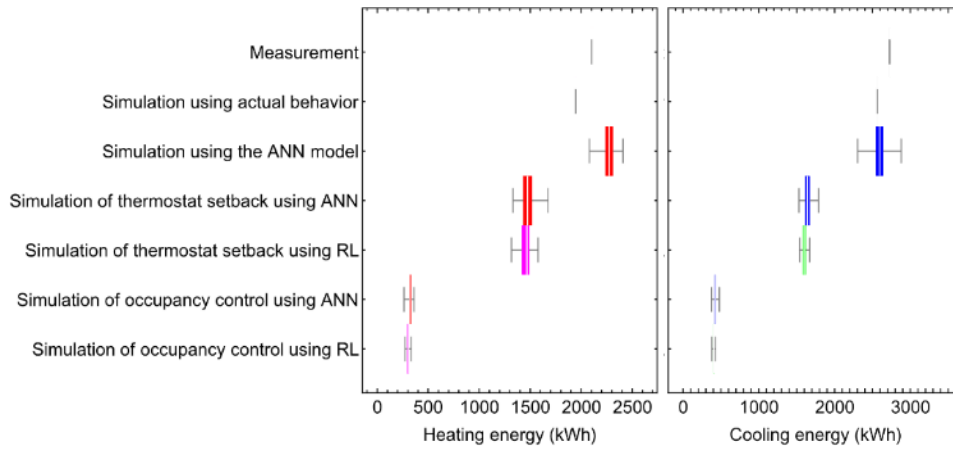 Measurement
Simulation using actual behavior
Simulation using the ANN model
Simulation of thermostat setback using ANN
Simulation of thermostat setback using RL
Simulation of occupancy control using ANN
Simulation of occupancy control using RL
0 500 1000 1500 2000 2500 0 1000 2000 3000
Heating energy (kWh) Cooling energy (kWh)